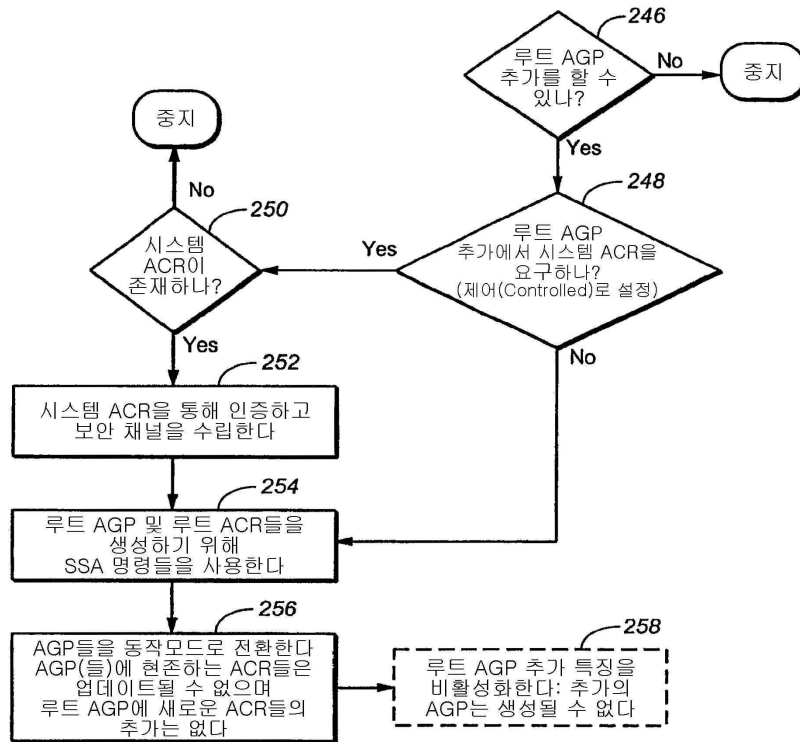 246
루트 AGP
추가를 할 수
있나?
No
중지
Yes
248
루트 AGP
추가에서 시스템 ACR을
요구하나?
(제어(Controlled)로 설정)
Yes
No
중지
No
250
시스템
ACR이
존재하나?
Yes
252
시스템 ACR을 통해 인증하고
보안 채널을 수립한다
254
루트 AGP 및 루트 ACR들을
생성하기 위해
SSA 명령들을 사용한다
256
AGP들을 동작모드로 전환한다
AGP(들)에 현존하는 ACR들은
업데이트될 수 없으며
루트 AGP에 새로운 ACR들의
추가는 없다
258
루트 AGP 추가 특징을
비활성화한다: 추가의
AGP는 생성될 수 없다